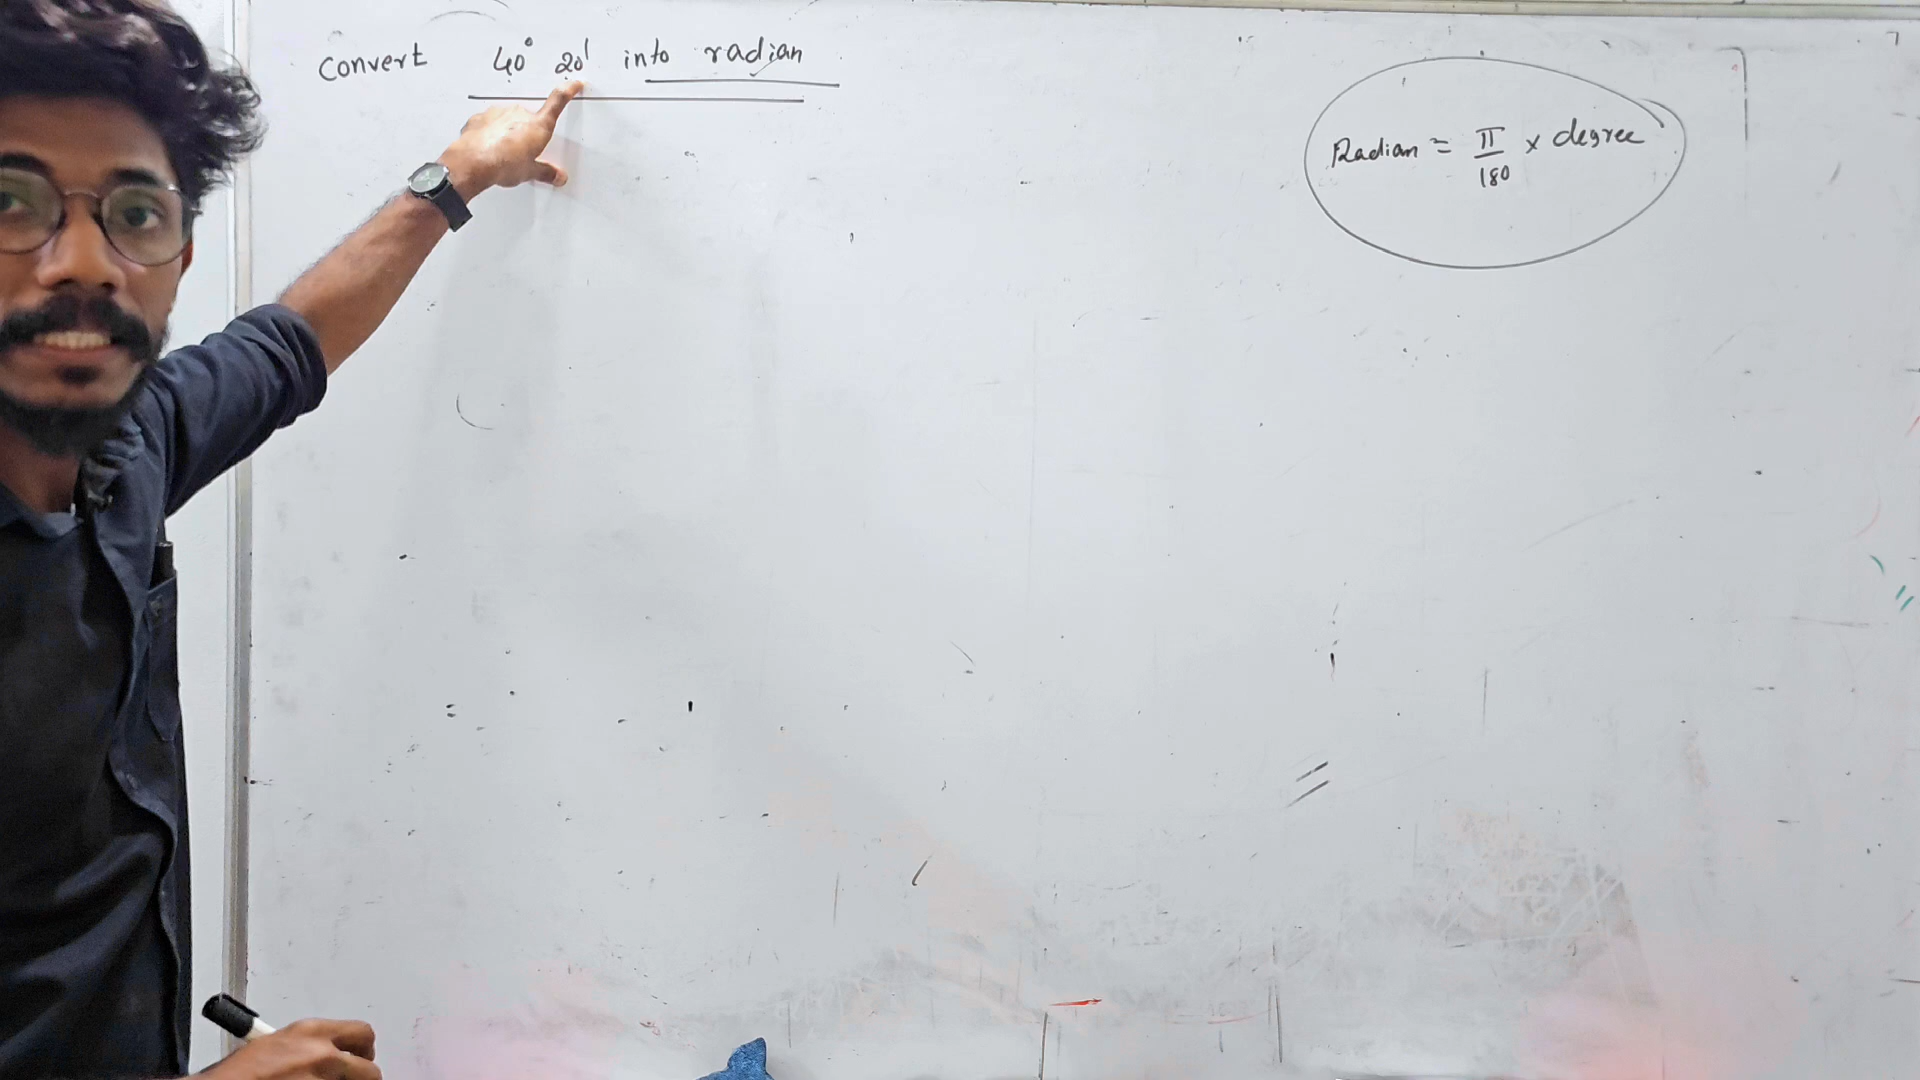 Convert 40° 20' into radian
Radian = π/180 × degree